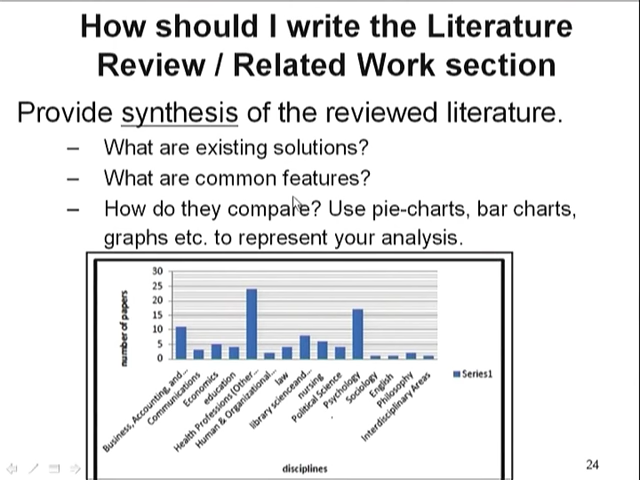 How should I write the Literature
Review / Related Work section
Provide synthesis of the reviewed literature.
– What are existing solutions?
– What are common features?
– How do they compare? Use pie-charts, bar charts,
graphs etc. to represent your analysis.
number of papers
30
25
20
15
10
5
0
Business, Accounting, and...
Communications
Economics
education
Health Professions (Other...
Human & Organizational...
law
library scienceand...
nursing
Political Science
Psychology
Sociology
English
Philosophy
Interdisciplinary Areas
Series1
disciplines
24